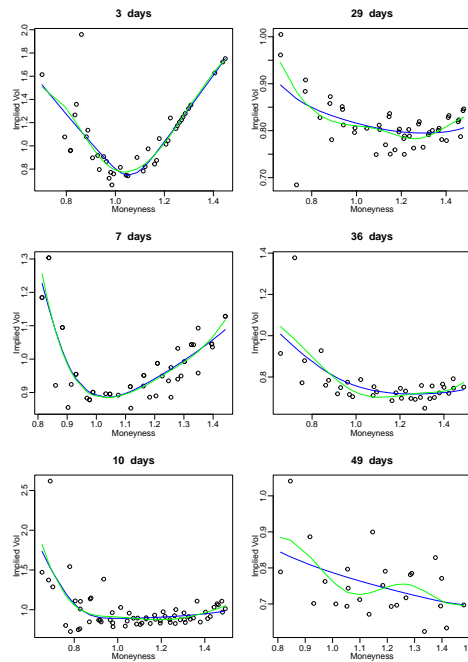 3 days
29 days
Implied Vol
0.8 1.0 1.2 1.4 1.6 1.8 2.0
0.8 1.0 1.2 1.4
Moneyness
Implied Vol
0.70 0.80 0.90 1.00
0.8 1.0 1.2 1.4
Moneyness
7 days
36 days
Implied Vol
0.9 1.0 1.1 1.2 1.3
0.8 1.0 1.2 1.4
Moneyness
Implied Vol
0.8 1.0 1.2 1.4
0.8 1.0 1.2 1.4
Moneyness
10 days
49 days
Implied Vol
1.0 1.5 2.0 2.5
0.8 1.0 1.2 1.4
Moneyness
Implied Vol
0.7 0.8 0.9 1.0
0.8 0.9 1.0 1.1 1.2 1.3 1.4 1.5
Moneyness